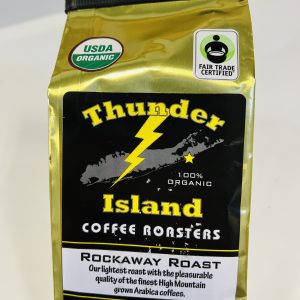 USDA
ORGANIC
FAIR TRADE
CERTIFIED
Thunder
100%
ORGANIC
Island
COFFEE ROASTERS
ROCKAWAY ROAST
Our lightest roast with the pleasurable
quality of the finest High Mountain
grown Arabica coffees.